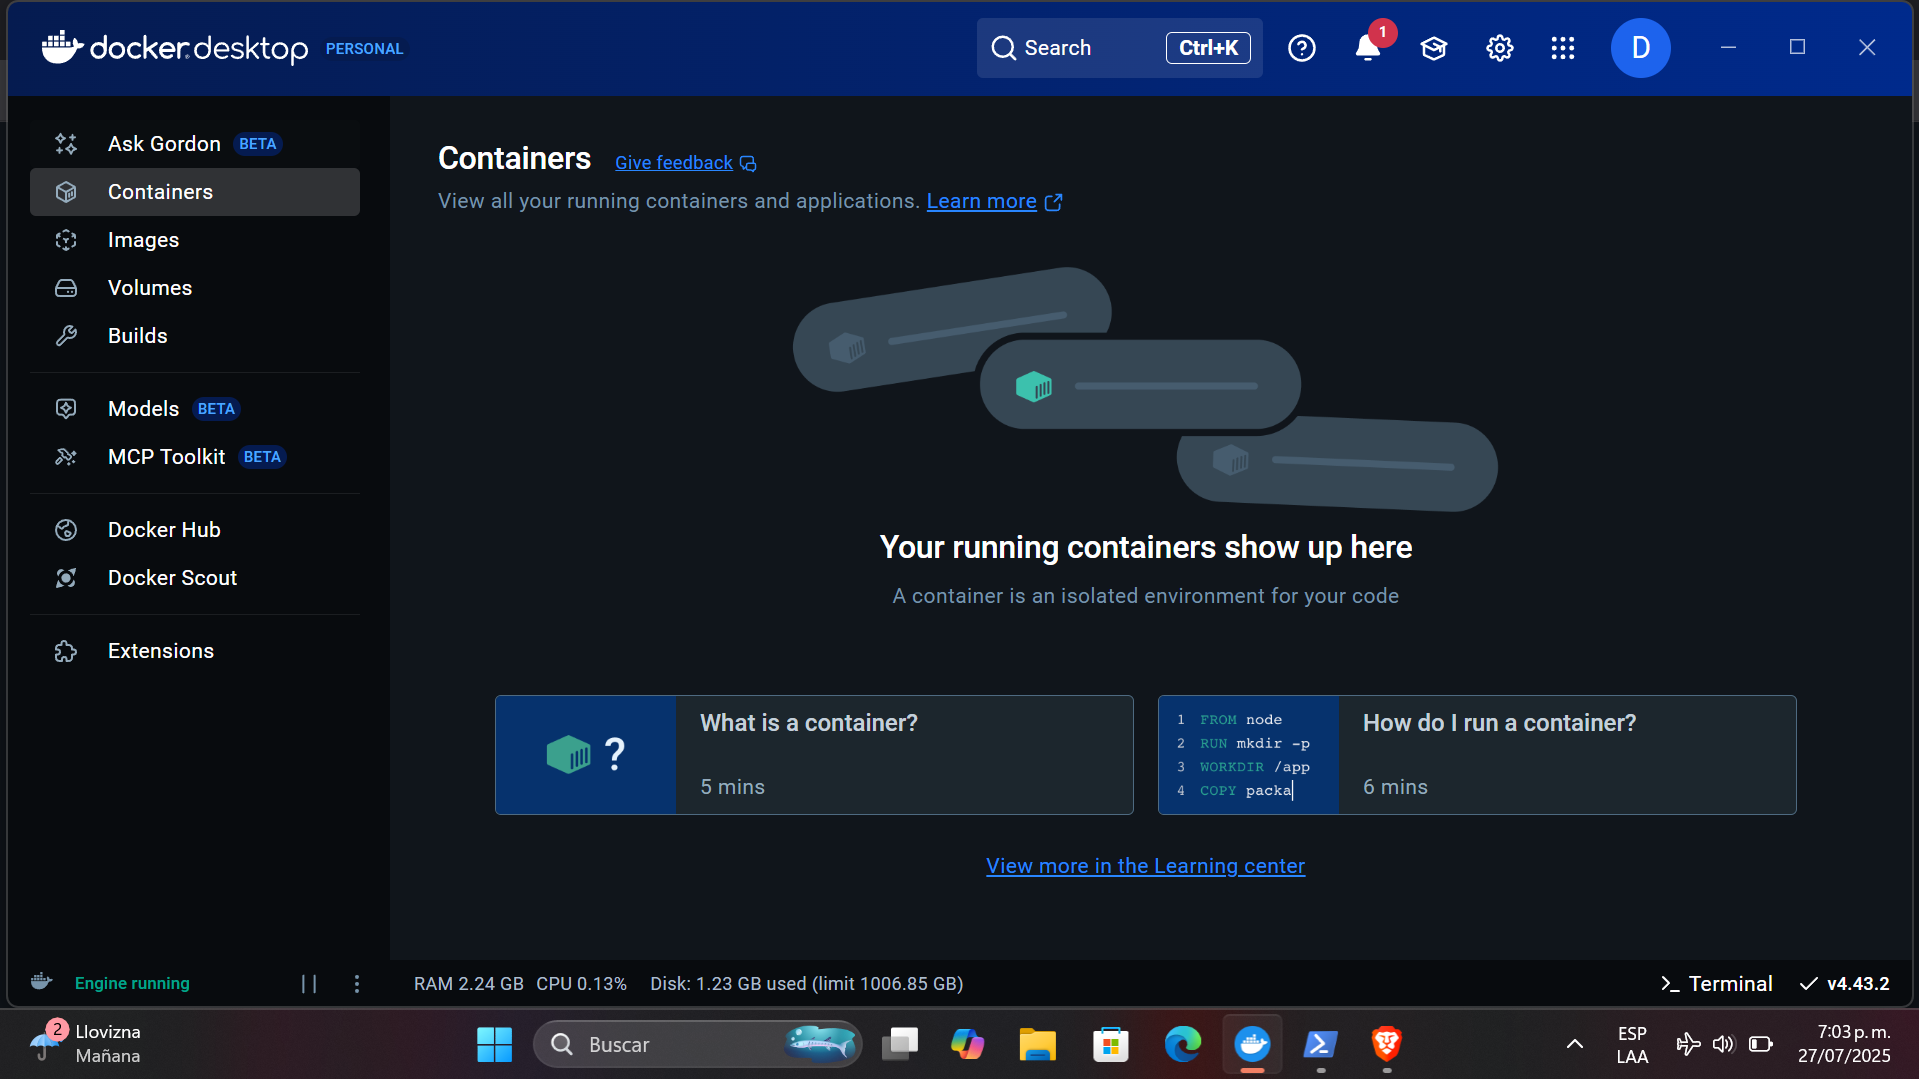 docker.desktop PERSONAL
Search Ctrl+K
1
D
Ask Gordon BETA
Containers
Images
Volumes
Builds
Models BETA
MCP Toolkit BETA
Docker Hub
Docker Scout
Extensions
Containers Give feedback
View all your running containers and applications. Learn more
Your running containers show up here
A container is an isolated environment for your code
?
What is a container?
5 mins
1 FROM node
2 RUN mkdir -p
3 WORKDIR /app
4 COPY packa
How do I run a container?
6 mins
View more in the Learning center
Engine running
RAM 2.24 GB CPU 0.13% Disk: 1.23 GB used (limit 1006.85 GB)
>_ Terminal
v4.43.2
2
Llovizna
Mañana
Buscar
ESP
LAA
7:03 p. m.
27/07/2025